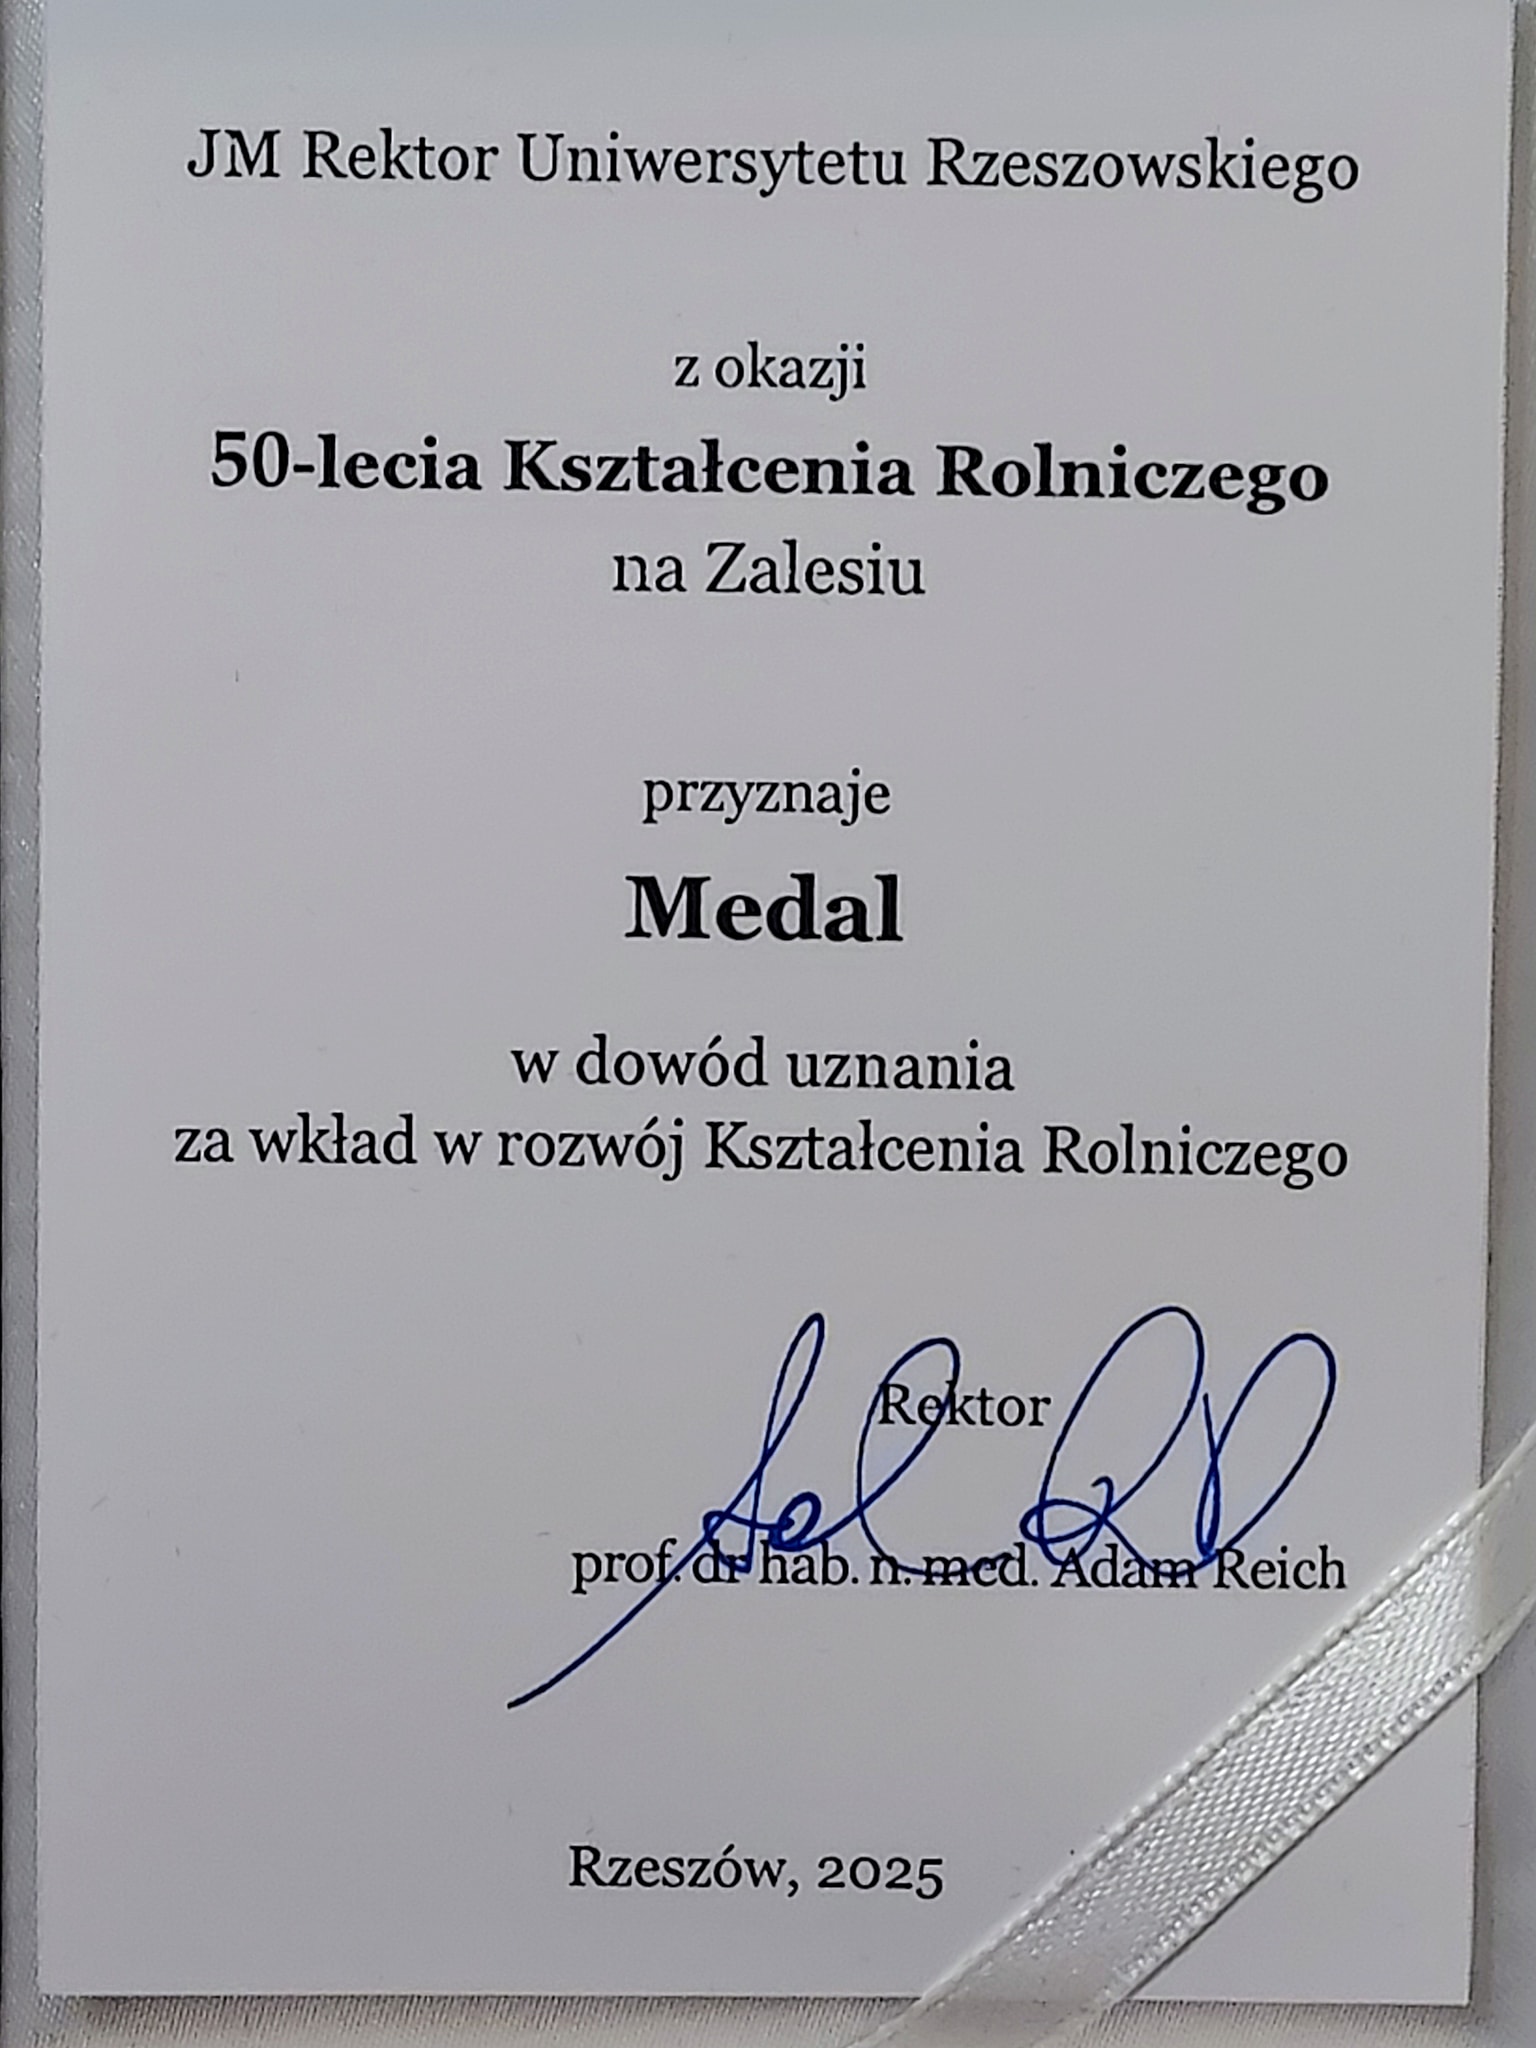 JM Rektor Uniwersytetu Rzeszowskiego
z okazji
50-lecia Kształcenia Rolniczego
na Zalesiu
przyznaje
Medal
w dowód uznania
za wkład w rozwój Kształcenia Rolniczego
Rektor
prof. dr hab. n. med. Adam Reich
Rzeszów, 2025